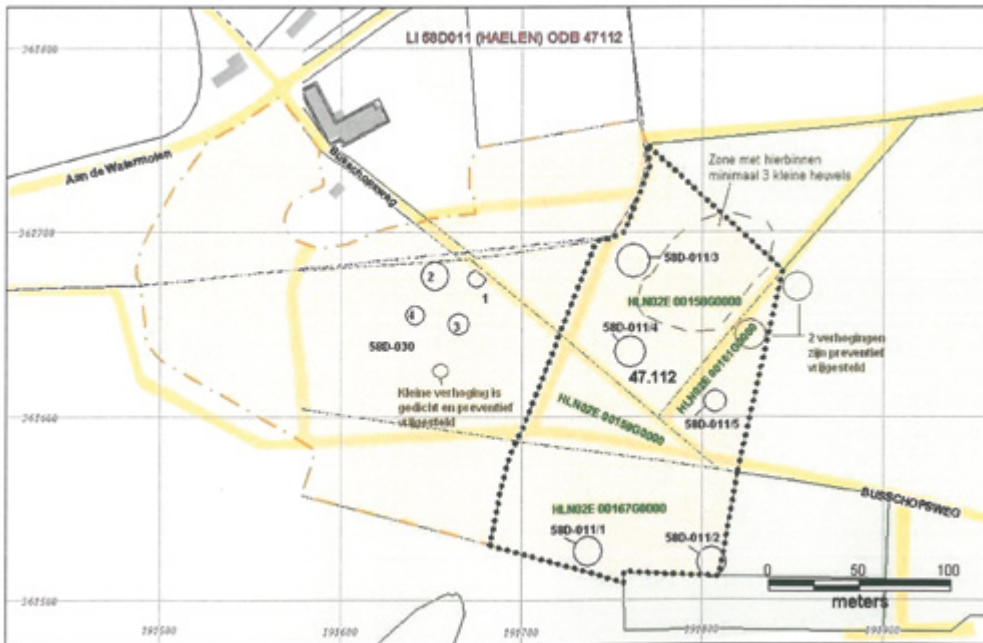 LI 58D011 (HAELEN) ODB 47112
Aan de Watermolen
Busschopsweg
Zone met hierbinnen
minimaal 3 kleine heuvels
58D-011/3
2
1
HLN02E 00158G0000
4
3
58D-011/4
58D-030
47.112
HLN02E 00161G0000
2 verhogingen
zijn preventief
vrijgesteld
Kleine verhoging is
gedicht en preventief
vrijgesteld
HLN02E 00158G0000
58D-011/5
BUSSCHOPSWEG
HLN02E 00167G0000
58D-011/1
58D-011/2
0 50 100
meters